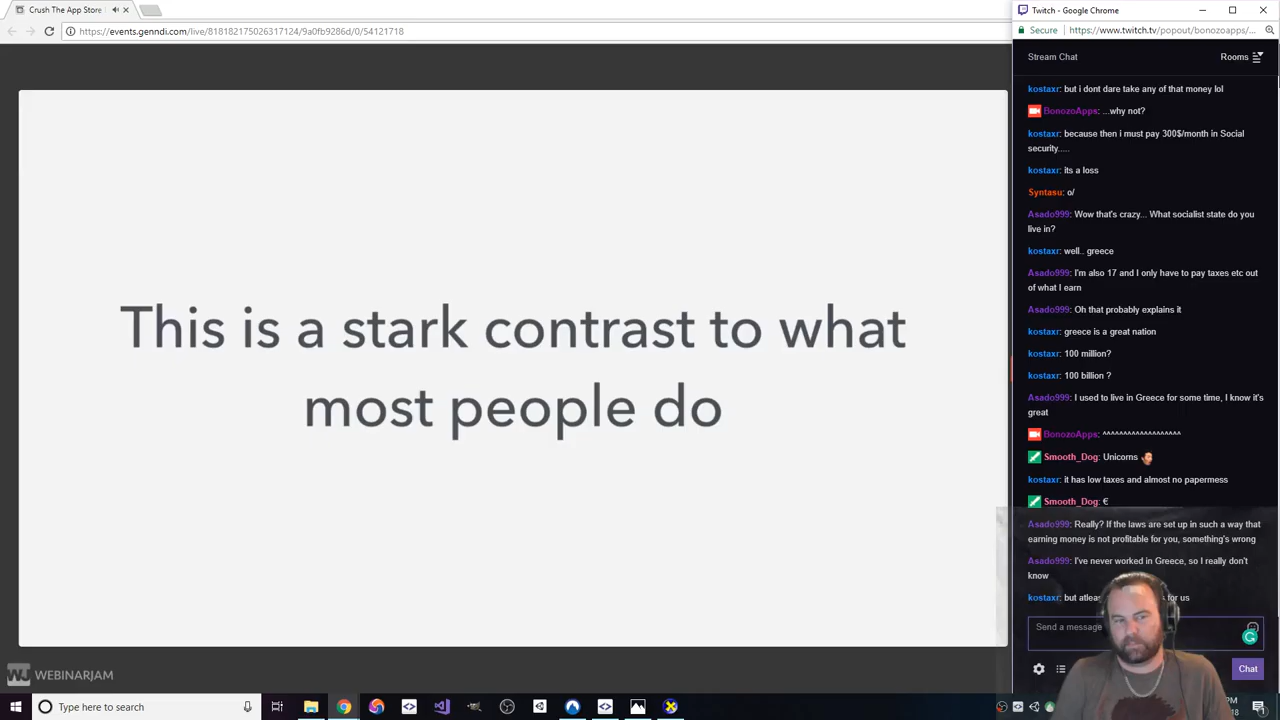 Crush The App Store
Twitch - Google Chrome
https://events.genndi.com/live/818182175026317124/9a0fb9286d/0/54121718
Secure
https://www.twitch.tv/popout/bonozoapps/...
Stream Chat
Rooms
kostaxr: but i dont dare take any of that money lol
BonozoApps: ...why not?
kostaxr: because then i must pay 300$/month in Social
security.....
kostaxr: its a loss
Syntasu: o/
Asado999: Wow that's crazy... What socialist state do you
live in?
kostaxr: well.. greece
Asado999: I'm also 17 and I only have to pay taxes etc out
of what I earn
Asado999: Oh that probably explains it
kostaxr: greece is a great nation
kostaxr: 100 million?
kostaxr: 100 billion ?
Asado999: I used to live in Greece for some time, I know it's
great
BonozoApps: ^^^^^^^^^^^^^^^^^^^
Smooth_Dog: Unicorns
kostaxr: it has low taxes and almost no papermess
Smooth_Dog: €
Asado999: Really? If the laws are set up in such a way that
earning money is not profitable for you, something's wrong
Asado999: I've never worked in Greece, so I really don't
know
kostaxr: but for us
Send a message
Chat
This is a stark contrast to what
most people do
WJ WEBINARJAM
Type here to search